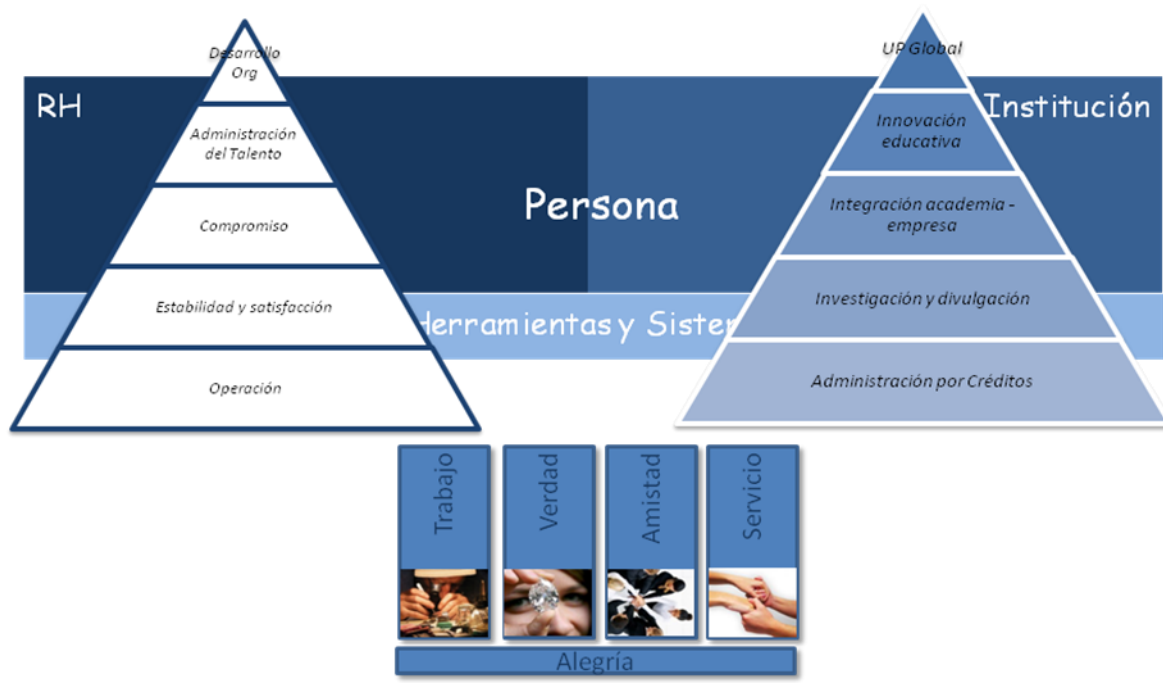 Desarrollo
Org
RH
Administración
del Talento
Compromiso
Estabilidad y satisfacción
Operación
Persona
Herramientas y
UP Global
Institución
Innovación
educativa
Integración academia -
empresa
Investigación y divulgación
Administración por Créditos
Trabajo
Verdad
Amistad
Servicio
Alegría